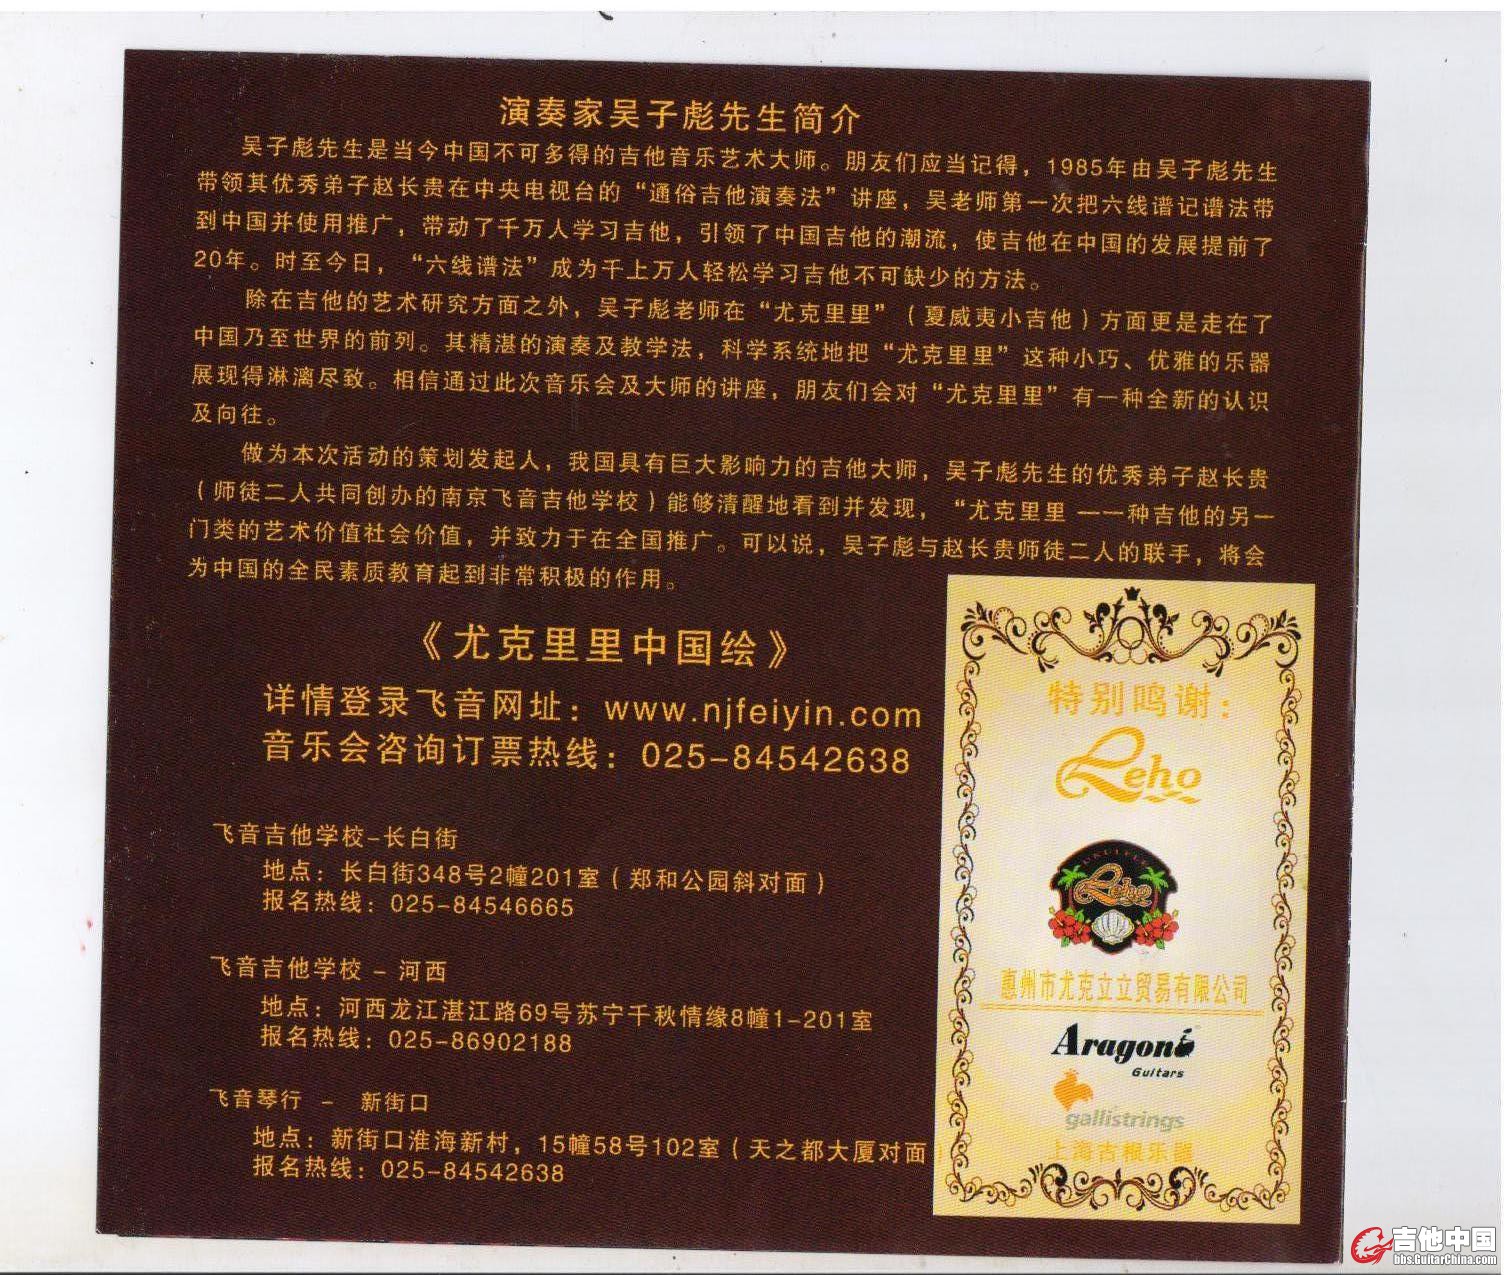 演奏家吴子彪先生简介
吴子彪先生是当今中国不可多得的吉他音乐艺术大师。朋友们应当记得，1985年由吴子彪先生
带领其优秀弟子赵长贵在中央电视台的“通俗吉他演奏法”讲座，吴老师第一次把六线谱记谱法带
到中国并使用推广，带动了千万人学习吉他，引领了中国吉他的潮流，使吉他在中国的发展提前了
20年。时至今日，“六线谱法”成为千上万人轻松学习吉他不可缺少的方法。
除在吉他的艺术研究方面之外，吴子彪老师在“尤克里里”（夏威夷小吉他）方面更是走在了
中国乃至世界的前列。其精湛的演奏及教学法，科学系统地把“尤克里里”这种小巧、优雅的乐器
展现得淋漓尽致。相信通过此次音乐会及大师的讲座，朋友们会对“尤克里里”有一种全新的认识
及向往。
做为本次活动的策划发起人，我国具有巨大影响力的吉他大师，吴子彪先生的优秀弟子赵长贵
（师徒二人共同创办的南京飞音吉他学校）能够清醒地看到并发现，“尤克里里 一一种吉他的另一
门类的艺术价值社会价值，并致力于在全国推广。可以说，吴子彪与赵长贵师徒二人的联手，将会
为中国的全民素质教育起到非常积极的作用。
《尤克里里中国绘》
详情登录飞音网址：www.njfeiyin.com
音乐会咨询订票热线：025-84542638
飞音吉他学校-长白街
地点：长白街348号2幢201室（郑和公园斜对面）
报名热线：025-84546665
飞音吉他学校 - 河西
地点：河西龙江湛江路69号苏宁千秋情缘8幢1-201室
报名热线：025-86902188
飞音琴行 - 新街口
地点：新街口淮海新村，15幢58号102室（天之都大厦对面）
报名热线：025-84542638
特别鸣谢：
Leho
UKULELE
Leho
惠州市尤克立立贸易有限公司
Aragon
Guitars
gallistrings
上海古根乐器
吉他中国
bbs.GuitarChina.com